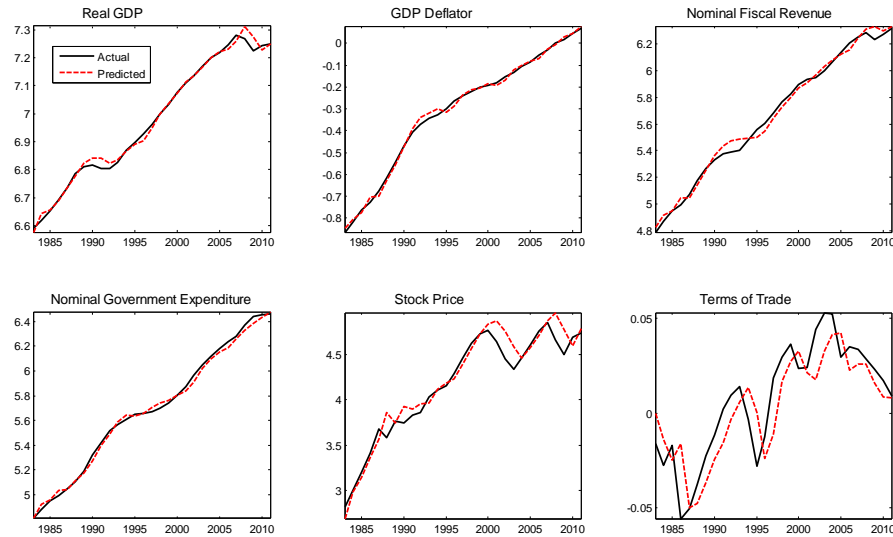 Real GDP
GDP Deflator
Nominal Fiscal Revenue
7.3
7.2
7.1
7
6.9
6.8
6.7
6.6
Actual
Predicted
1985 1990 1995 2000 2005 2010
0
-0.1
-0.2
-0.3
-0.4
-0.5
-0.6
-0.7
-0.8
1985 1990 1995 2000 2005 2010
6.2
6
5.8
5.6
5.4
5.2
5
4.8
1985 1990 1995 2000 2005 2010
Nominal Government Expenditure
Stock Price
Terms of Trade
6.4
6.2
6
5.8
5.6
5.4
5.2
5
1985 1990 1995 2000 2005 2010
4.5
4
3.5
3
1985 1990 1995 2000 2005 2010
0.05
0
-0.05
1985 1990 1995 2000 2005 2010